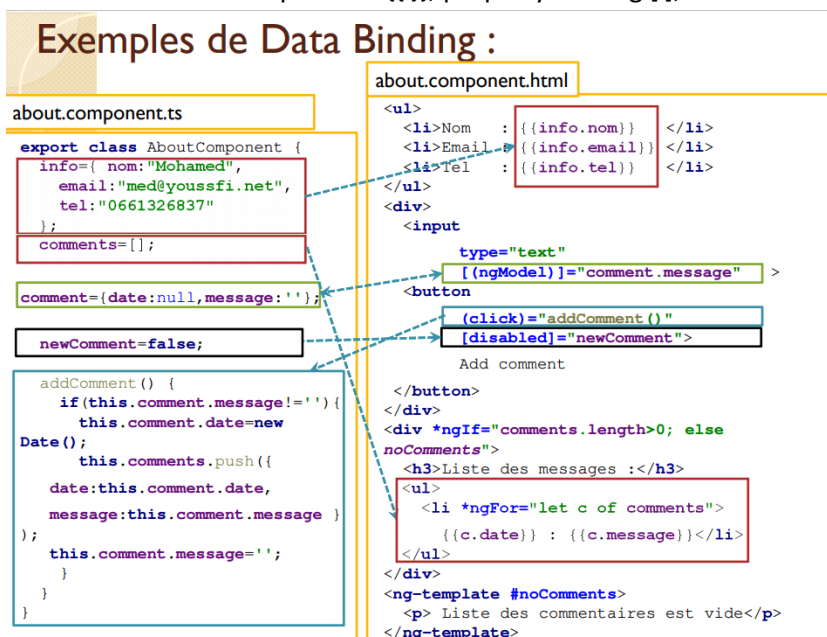 Exemples de Data Binding :
about.component.ts
export class AboutComponent {
info={ nom:"Mohamed",
email:"med@youssfi.net",
tel:"0661326837"
};
comments=[];
comment={date:null,message:''};
newComment=false;
addComment() {
if(this.comment.message!=''){
this.comment.date=new
Date();
this.comments.push({
date:this.comment.date,
message:this.comment.message }
);
this.comment.message='';
}
}
}
about.component.html
<ul>
<li>Nom : {{info.nom}} </li>
<li>Email : {{info.email}} </li>
<li>Tel : {{info.tel}} </li>
</ul>
<div>
<input
type="text"
[(ngModel)]="comment.message" >
<button
(click)="addComment()"
[disabled]="newComment">
Add comment
</button>
</div>
<div *ngIf="comments.length>0; else
noComments">
<h3>Liste des messages :</h3>
<ul>
<li *ngFor="let c of comments">
{{c.date}} : {{c.message}}</li>
</ul>
</div>
<ng-template #noComments>
<p> Liste des commentaires est vide</p>
</ng-template>